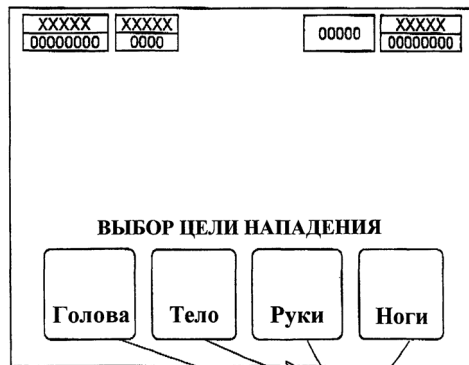 XXXXX XXXXX 00000 XXXXX
00000000 0000 00000000
ВЫБОР ЦЕЛИ НАПАДЕНИЯ
Голова Тело Руки Ноги